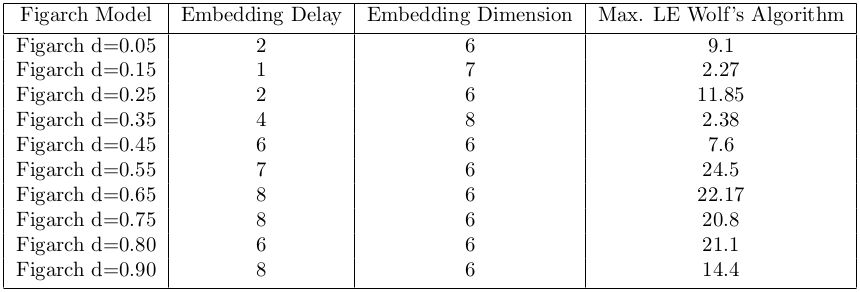 Figarch Model Embedding Delay Embedding Dimension Max. LE Wolf's Algorithm
Figarch d=0.05 2 6 9.1
Figarch d=0.15 1 7 2.27
Figarch d=0.25 2 6 11.85
Figarch d=0.35 4 8 2.38
Figarch d=0.45 6 6 7.6
Figarch d=0.55 7 6 24.5
Figarch d=0.65 8 6 22.17
Figarch d=0.75 8 6 20.8
Figarch d=0.80 6 6 21.1
Figarch d=0.90 8 6 14.4